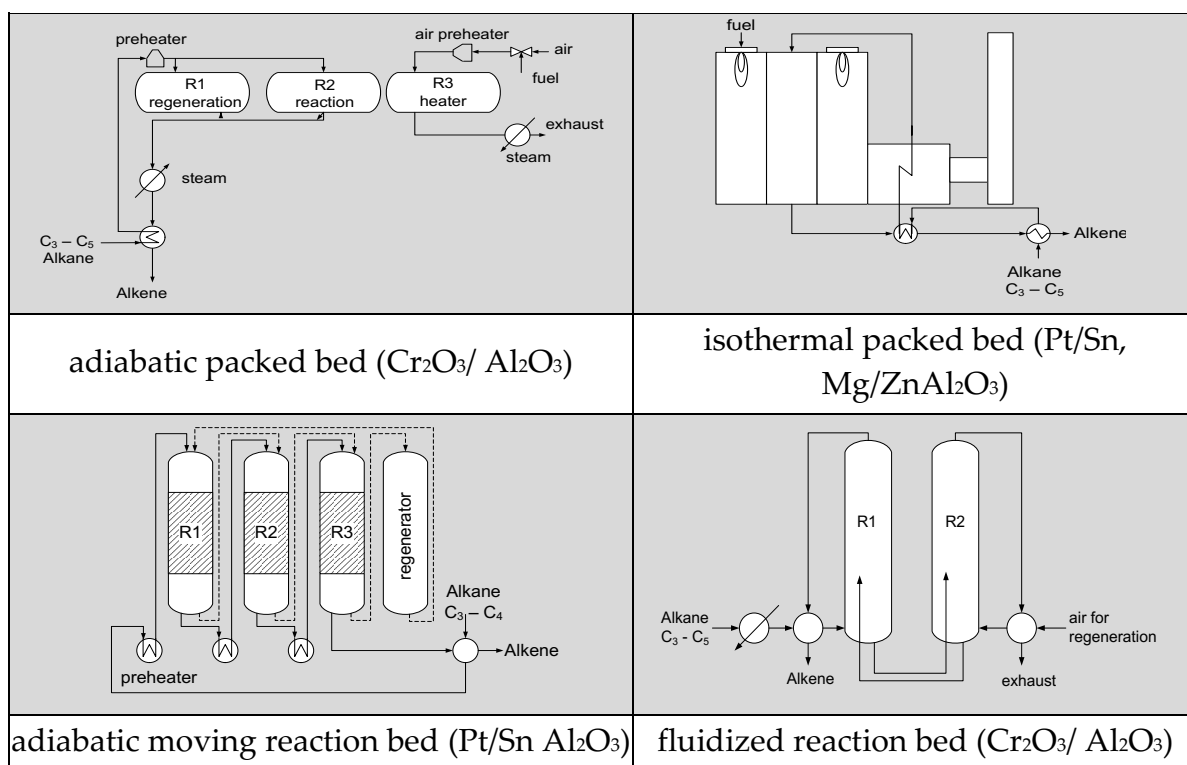 preheater
air preheater
air
fuel
R1
regeneration
R2
reaction
R3
heater
exhaust
steam
steam
C₃ – C₅
Alkane
Alkene
adiabatic packed bed (Cr₂O₃/ Al₂O₃)
fuel
Alkene
Alkane
C₃ – C₅
isothermal packed bed (Pt/Sn,
Mg/ZnAl₂O₃)
R1
R2
R3
regenerator
Alkane
C₃ – C₄
Alkene
preheater
adiabatic moving reaction bed (Pt/Sn Al₂O₃)
R1
R2
Alkane
C₃ - C₅
air for
regeneration
Alkene
exhaust
fluidized reaction bed (Cr₂O₃/ Al₂O₃)